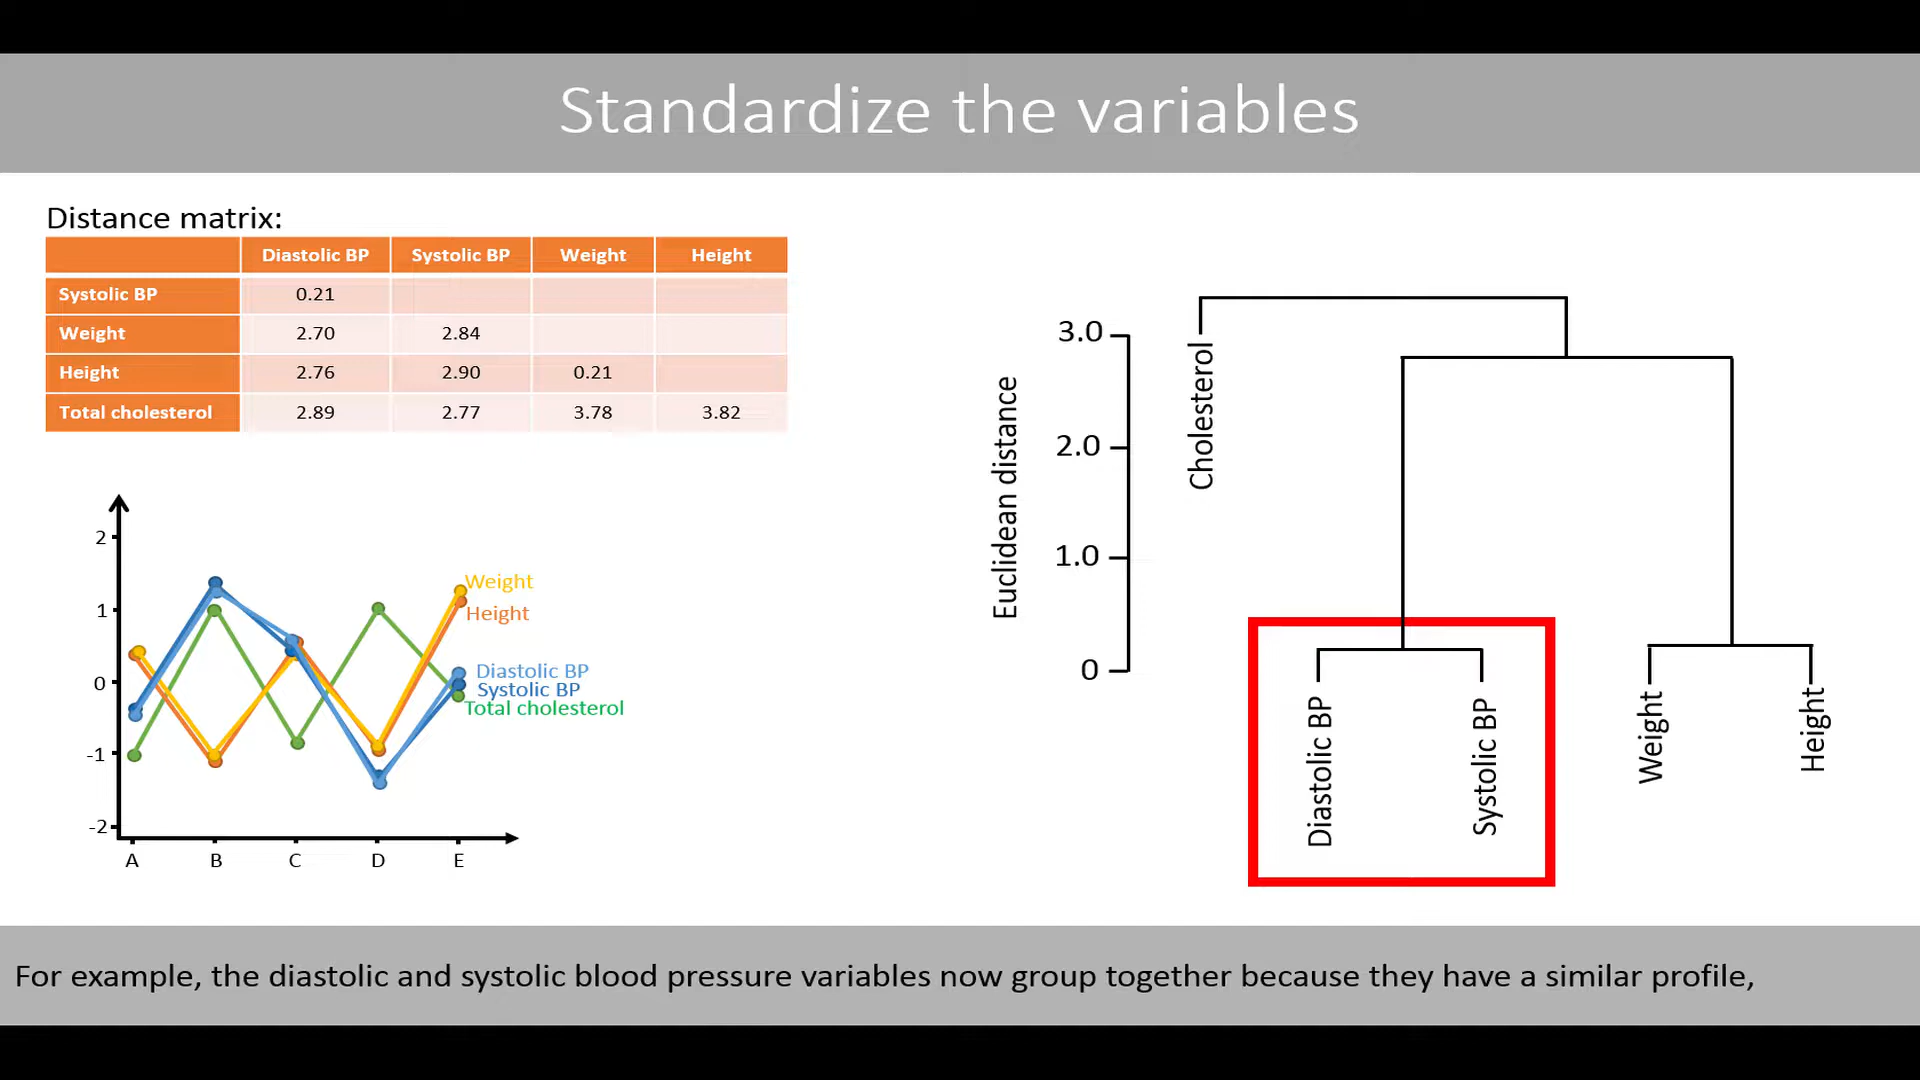 Standardize the variables
Distance matrix:
Diastolic BP Systolic BP Weight Height
Systolic BP 0.21
Weight 2.70 2.84
Height 2.76 2.90 0.21
Total cholesterol 2.89 2.77 3.78 3.82
2
1
0
-1
-2
A B C D E
Weight
Height
Diastolic BP
Systolic BP
Total cholesterol
Euclidean distance
3.0
2.0
1.0
0
Cholesterol
Diastolic BP
Systolic BP
Weight
Height
For example, the diastolic and systolic blood pressure variables now group together because they have a similar profile,